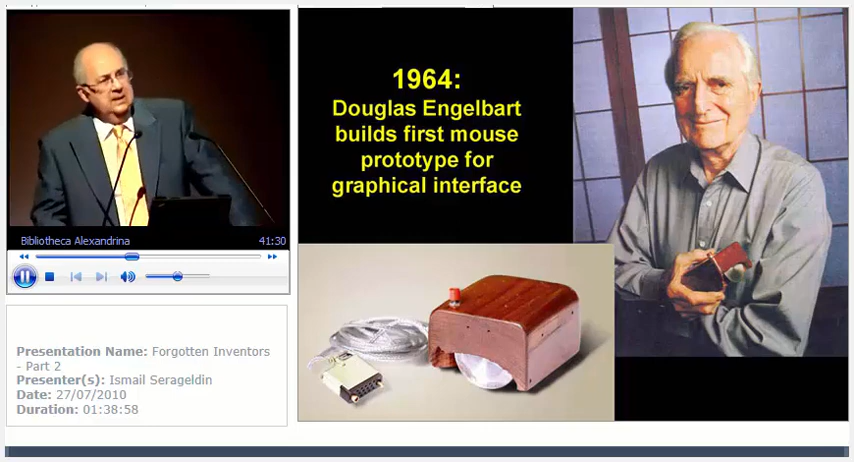 1964:
Douglas Engelbart
builds first mouse
prototype for
graphical interface
Bibliotheca Alexandrina 41:30
Presentation Name: Forgotten Inventors
- Part 2
Presenter(s): Ismail Serageldin
Date: 27/07/2010
Duration: 01:38:58